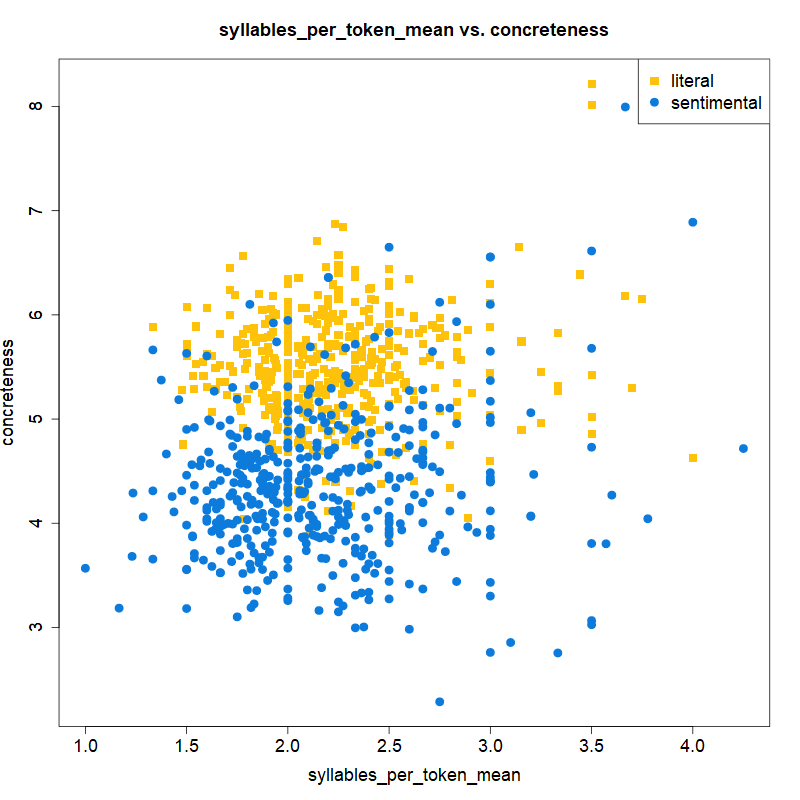 syllables_per_token_mean vs. concreteness
literal
sentimental
concreteness
8
7
6
5
4
3
1.0 1.5 2.0 2.5 3.0 3.5 4.0
syllables_per_token_mean